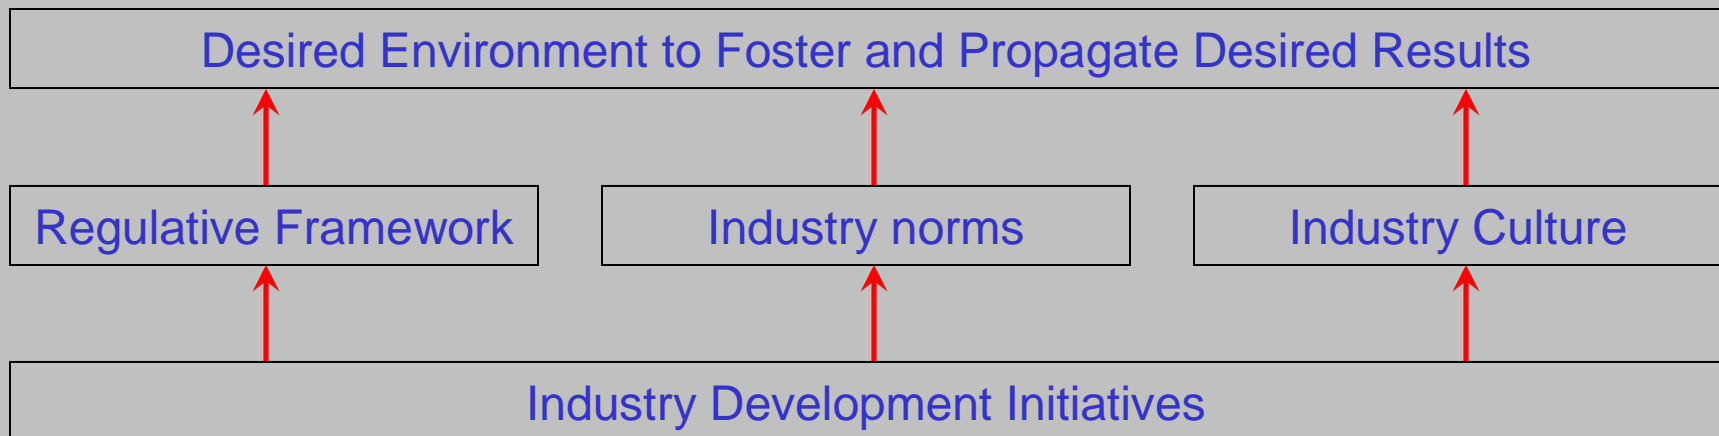 Desired Environment to Foster and Propagate Desired Results
Regulative Framework
Industry norms
Industry Culture
Industry Development Initiatives